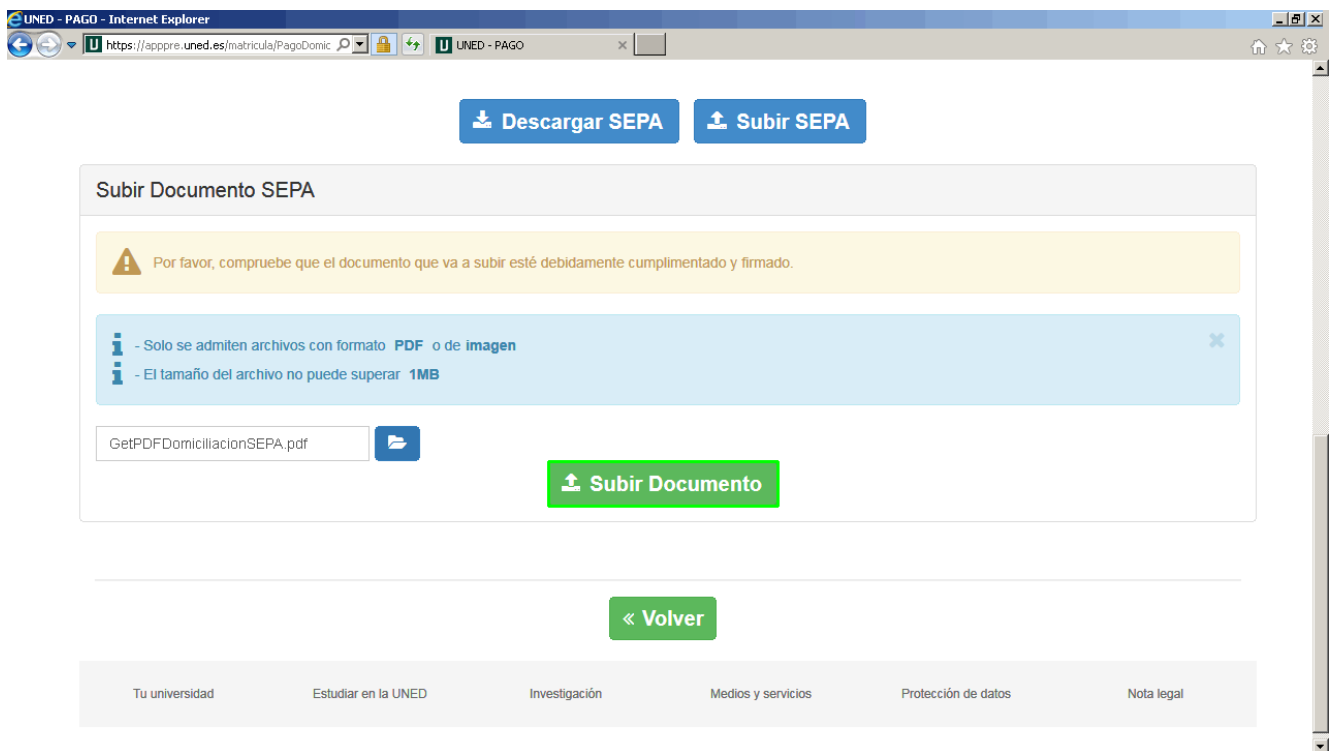 UNED - PAGO - Internet Explorer
https://apppre.uned.es/matricula/PagoDomic
UNED - PAGO
Descargar SEPA
Subir SEPA
Subir Documento SEPA
Por favor, compruebe que el documento que va a subir esté debidamente cumplimentado y firmado.
- Solo se admiten archivos con formato PDF o de imagen
- El tamaño del archivo no puede superar 1MB
GetPDFDomiciliacionSEPA.pdf
Subir Documento
« Volver
Tu universidad Estudiar en la UNED Investigación Medios y servicios Protección de datos Nota legal